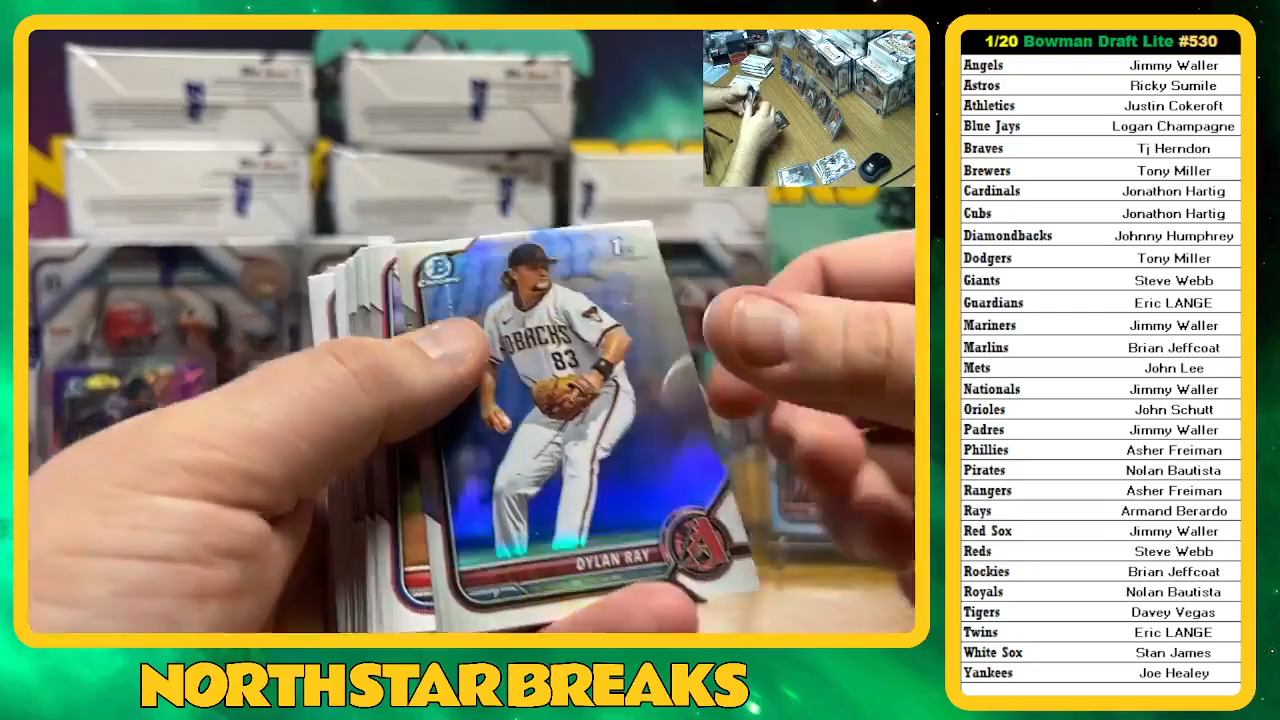 1/20 Bowman Draft Lite #530
Angels Jimmy Waller
Astros Ricky Sumile
Athletics Justin Cokeroft
Blue Jays Logan Champagne
Braves Tj Herndon
Brewers Tony Miller
Cardinals Jonathon Hartig
Cubs Jonathon Hartig
Diamondbacks Johnny Humphrey
Dodgers Tony Miller
Giants Steve Webb
Guardians Eric LANGE
Mariners Jimmy Waller
Marlins Brian Jeffcoat
Mets John Lee
Nationals Jimmy Waller
Orioles John Schutt
Padres Jimmy Waller
Phillies Asher Freiman
Pirates Nolan Bautista
Rangers Asher Freiman
Rays Armand Berardo
Red Sox Jimmy Waller
Reds Steve Webb
Rockies Brian Jeffcoat
Royals Nolan Bautista
Tigers Davey Vegas
Twins Eric LANGE
White Sox Stan James
Yankees Joe Healey
B
1st
DBACKS
83
DYLAN RAY
NORTHSTAR BREAKS